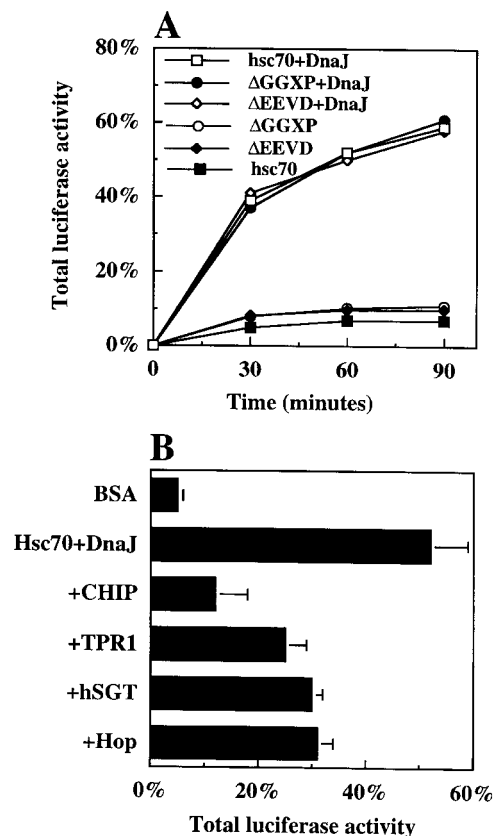 A
80%
60%
40%
20%
0%
Total luciferase activity
hsc70+DnaJ
ΔGGXP+DnaJ
ΔEEVD+DnaJ
ΔGGXP
ΔEEVD
hsc70
0 30 60 90
Time (minutes)
B
BSA
Hsc70+DnaJ
+CHIP
+TPR1
+hSGT
+Hop
0% 20% 40% 60%
Total luciferase activity